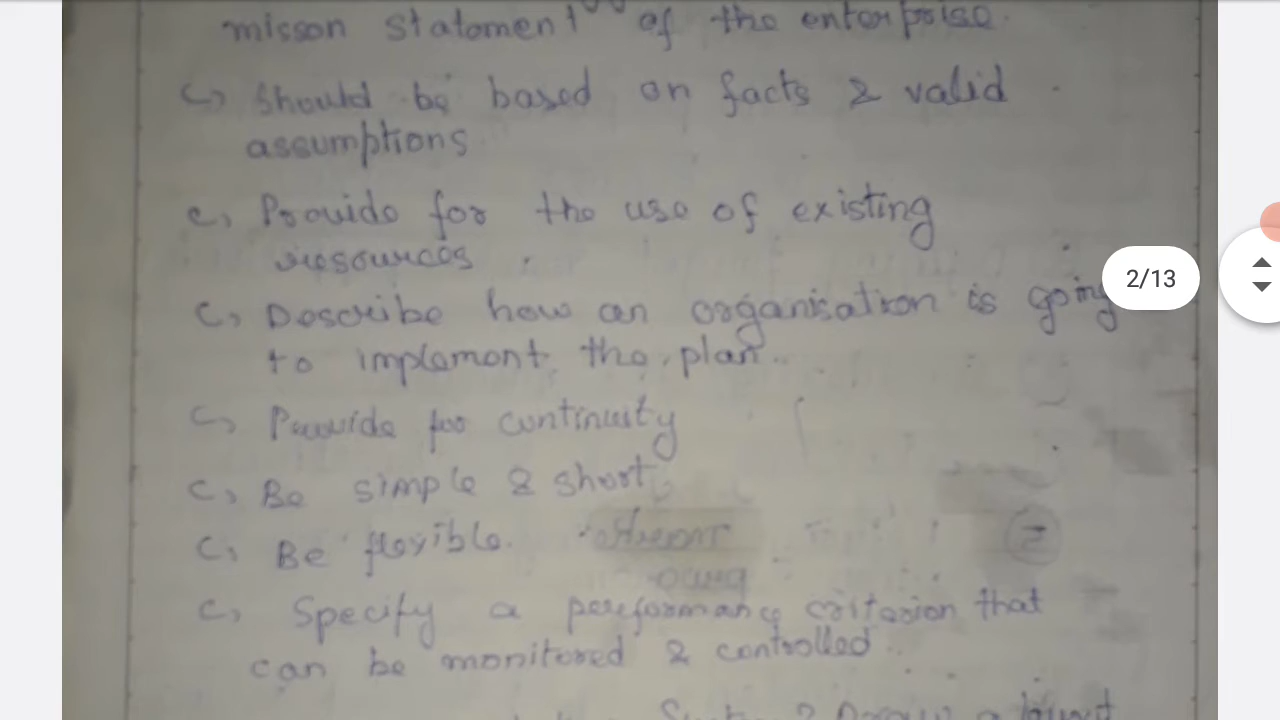 misson statement of the enterprise.
↳ Should be based on facts & valid
assumptions
↳ Provide for the use of existing
resources.
↳ Describe how an organisation is going
to implement the plan.
↳ Provide for continuity
↳ Be simple & short
↳ Be flexible.
↳ Specify a performance criterion that
can be monitored & controlled.
2/13